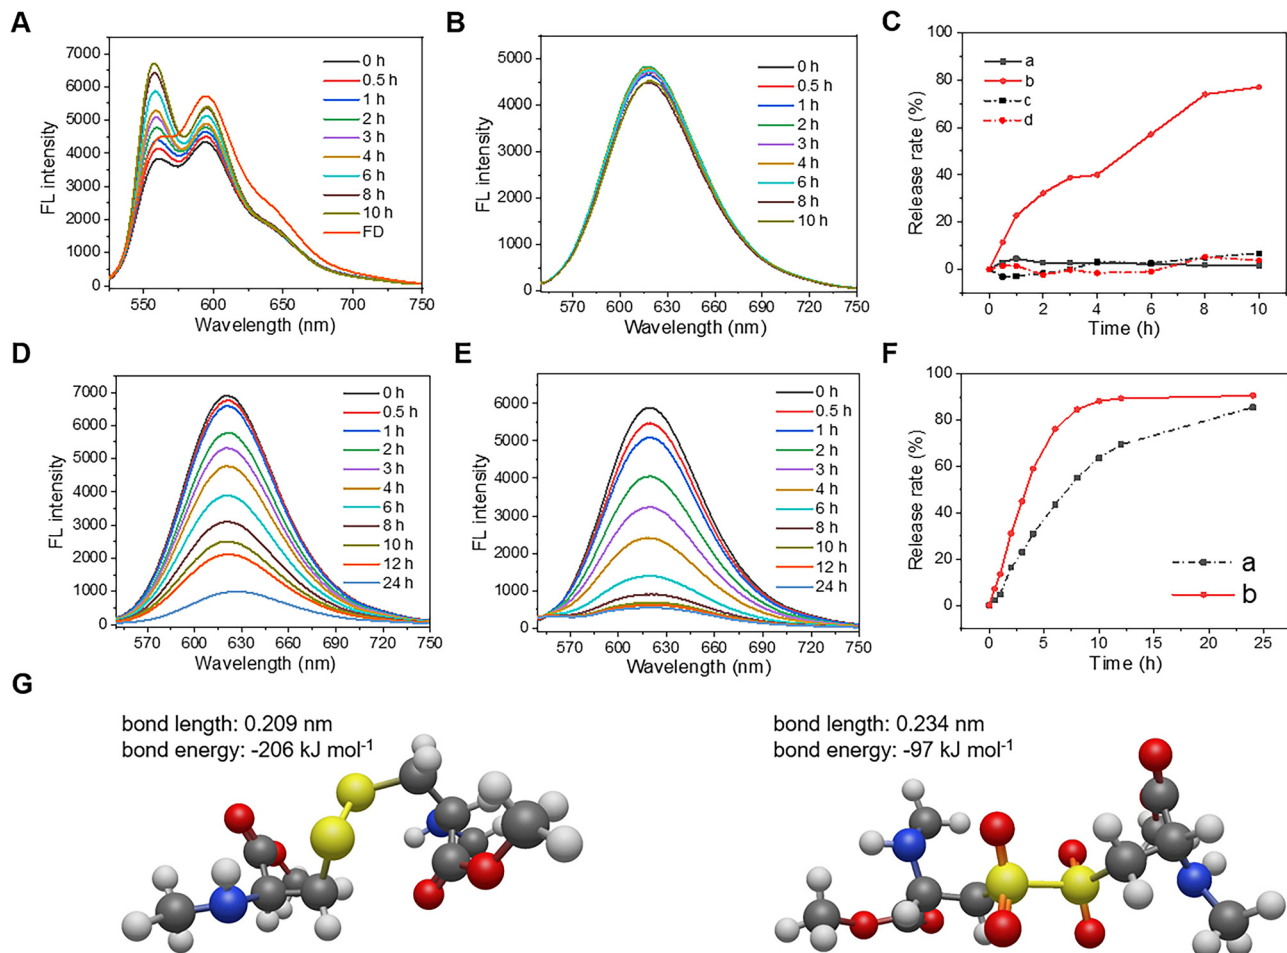 A
FL intensity
7000
6000
5000
4000
3000
2000
1000
0
550
600
650
700
750
Wavelength (nm)
0 h
0.5 h
1 h
2 h
3 h
4 h
6 h
8 h
10 h
FD
B
FL intensity
5000
4000
3000
2000
1000
0
570
600
630
660
690
720
750
Wavelength (nm)
0 h
0.5 h
1 h
2 h
3 h
4 h
6 h
8 h
10 h
C
Release rate (%)
100
80
60
40
20
0
0
2
4
6
8
10
Time (h)
a
b
c
d
D
FL intensity
7000
6000
5000
4000
3000
2000
1000
0
570
600
630
660
690
720
750
Wavelength (nm)
0 h
0.5 h
1 h
2 h
3 h
4 h
6 h
8 h
10 h
12 h
24 h
E
FL intensity
6000
5000
4000
3000
2000
1000
0
570
600
630
660
690
720
750
Wavelength (nm)
0 h
0.5 h
1 h
2 h
3 h
4 h
6 h
8 h
10 h
12 h
24 h
F
Release rate (%)
100
80
60
40
20
0
0
5
10
15
20
25
Time (h)
a
b
G
bond length: 0.209 nm
bond energy: -206 kJ mol⁻¹
bond length: 0.234 nm
bond energy: -97 kJ mol⁻¹